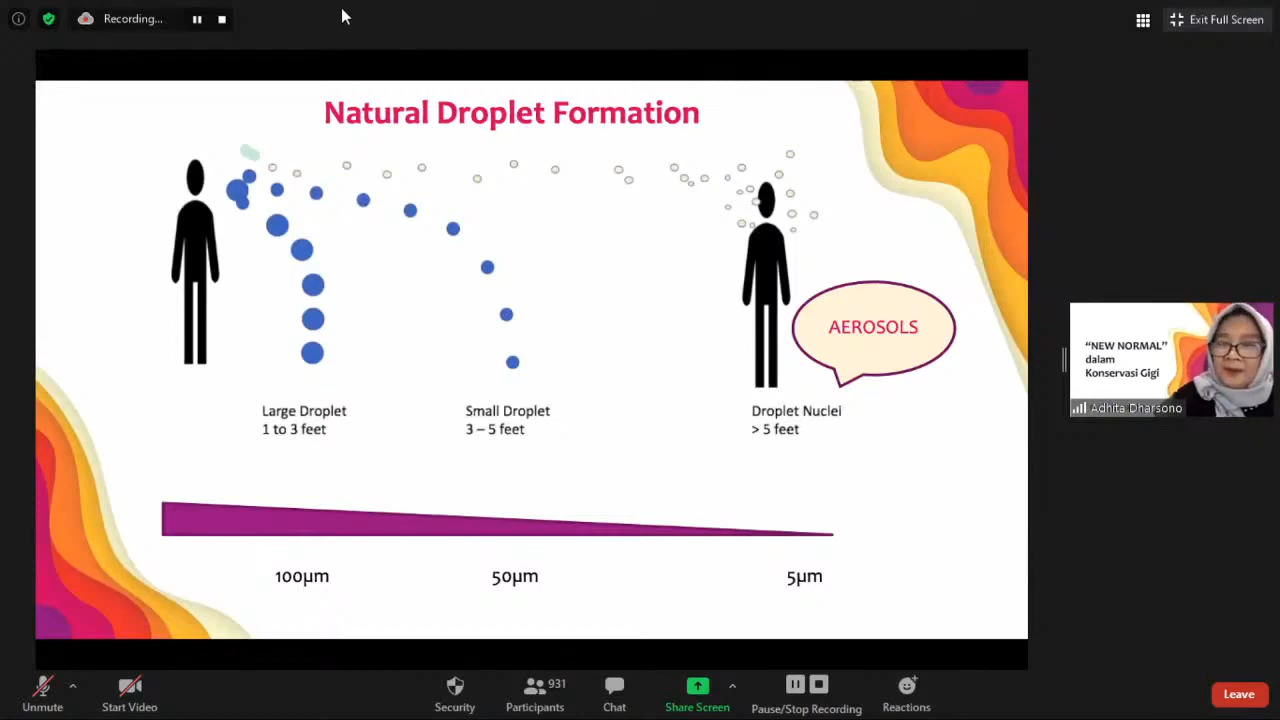 Recording...
Exit Full Screen
Natural Droplet Formation
AEROSOLS
Large Droplet
1 to 3 feet
Small Droplet
3 – 5 feet
Droplet Nuclei
> 5 feet
100µm
50µm
5µm
“NEW NORMAL”
dalam
Konservasi Gigi
Adhita Dharsono
Unmute
Start Video
Security
931
Participants
Chat
Share Screen
Pause/Stop Recording
Reactions
Leave